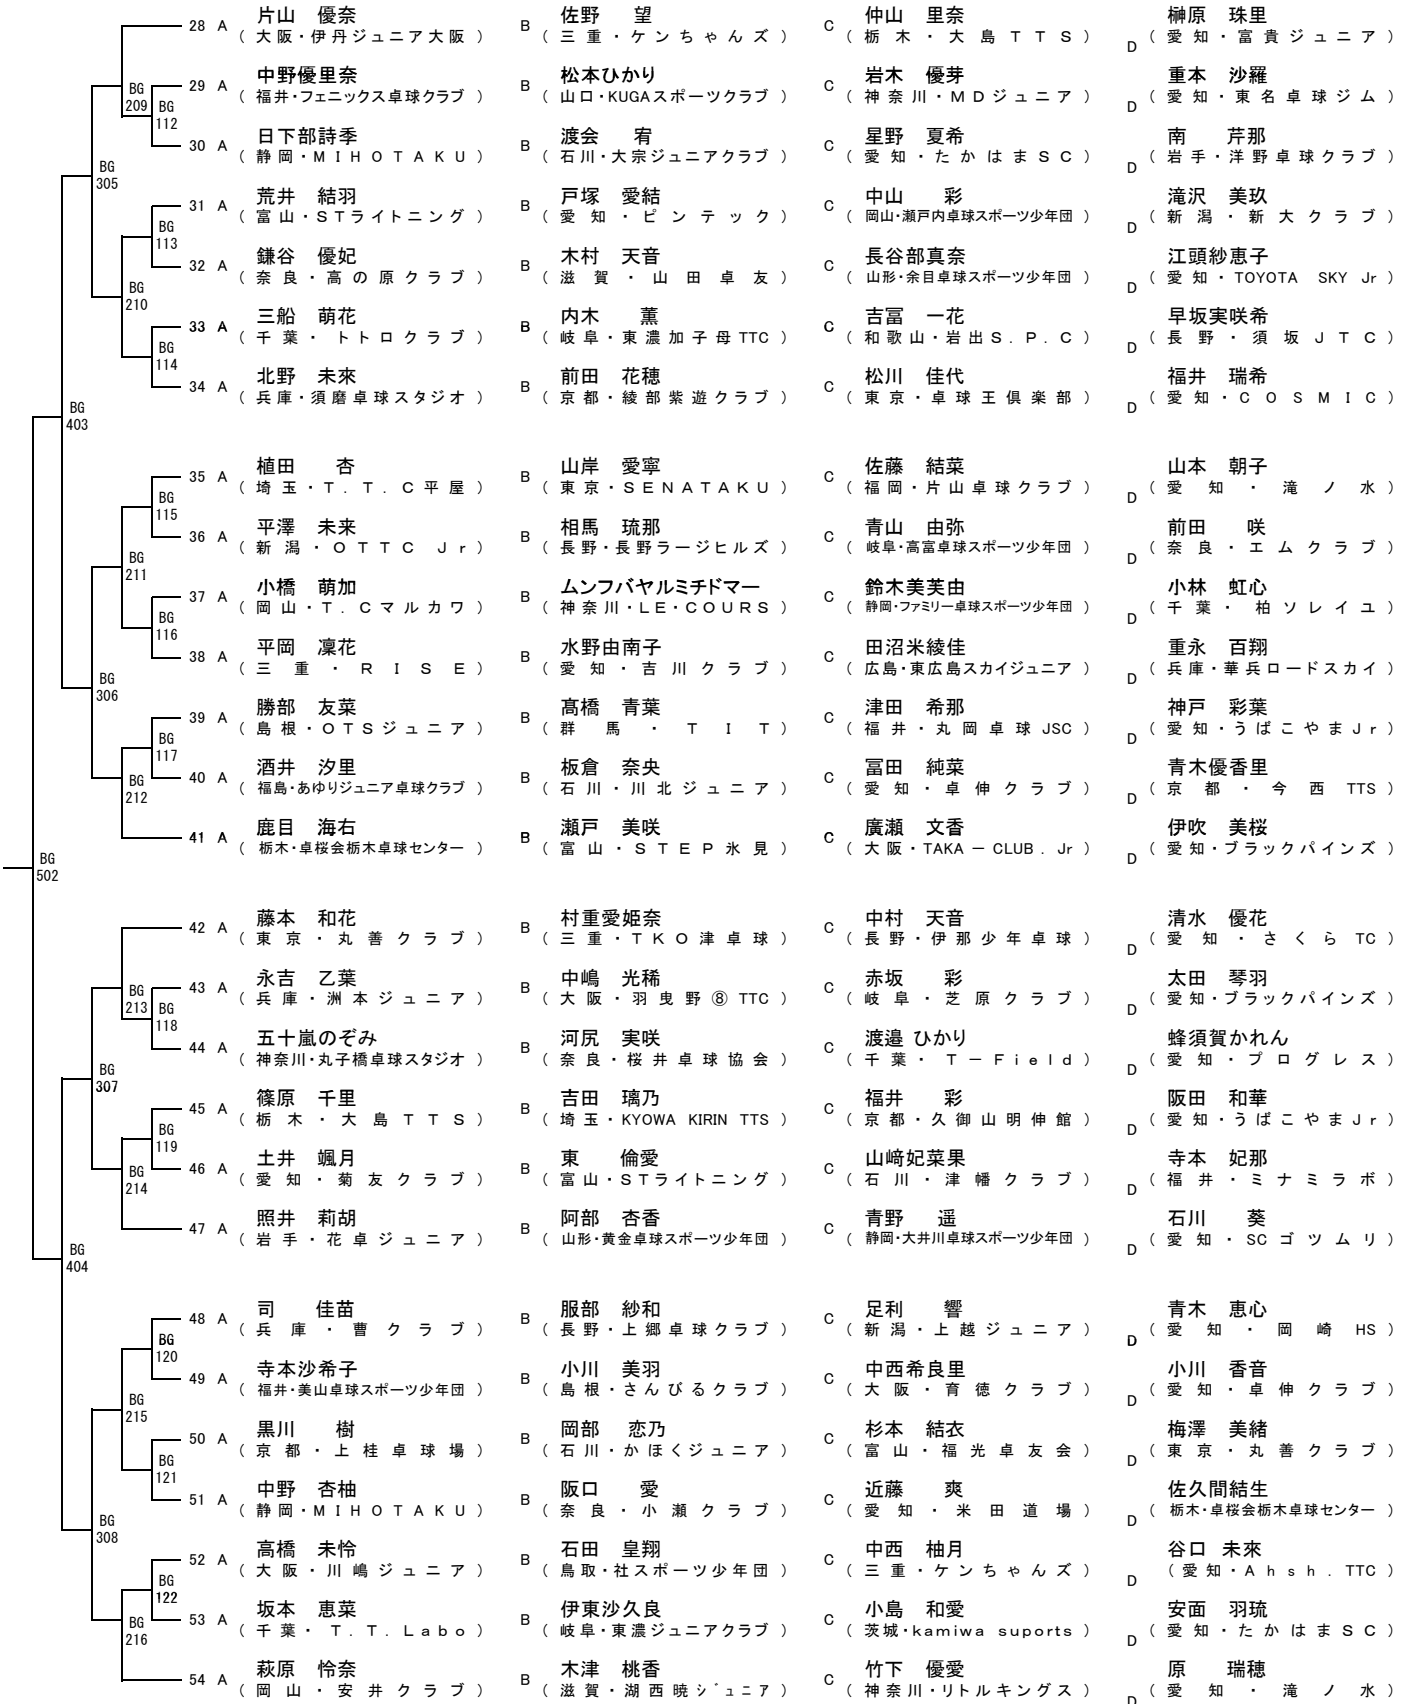 28 A 片山　優奈 B 佐野　望 C 仲山　里奈 榊原　珠里
（大阪・伊丹ジュニア大阪） （三重・ケンちゃんズ） （栃木・大島ＴＴＳ） D （愛知・富貴ジュニア）
29 A 中野優里奈 B 松本ひかり C 岩木　優芽 重本　沙羅
BG 209 （福井・フェニックス卓球クラブ） （山口・KUGAスポーツクラブ） （神奈川・ＭＤジュニア） D （愛知・東名卓球ジム）
BG 112
30 A 日下部詩季 B 渡会　宥 C 星野　夏希 南　芹那
（静岡・ＭＩＨＯＴＡＫＵ） （石川・大宗ジュニアクラブ） （愛知・たかはまＳＣ） D （岩手・洋野卓球クラブ）
BG 305
31 A 荒井　結羽 B 戸塚　愛結 C 中山　彩 滝沢　美玖
（富山・ＳＴライトニング） （愛知・ピンテック） （岡山・瀬戸内卓球スポーツ少年団） D （新潟・新大クラブ）
BG 113
32 A 鎌谷　優妃 B 木村　天音 C 長谷部真奈 江頭紗恵子
（奈良・高の原クラブ） （滋賀・山田卓友） （山形・余目卓球スポーツ少年団） D （愛知・TOYOTA SKY Jr）
BG 210
33 A 三船　萌花 B 内木　薫 C 吉冨　一花 早坂実咲希
（千葉・トトロクラブ） （岐阜・東濃加子母TTC） （和歌山・岩出Ｓ．Ｐ．Ｃ） D （長野・須坂ＪＴＣ）
BG 114
34 A 北野　未來 B 前田　花穂 C 松川　佳代 福井　瑞希
（兵庫・須磨卓球スタジオ） （京都・綾部紫遊クラブ） （東京・卓球王倶楽部） D （愛知・ＣＯＳＭＩＣ）
BG 403
35 A 植田　杏 B 山岸　愛寧 C 佐藤　結菜 山本　朝子
（埼玉・Ｔ．Ｔ．Ｃ平屋） （東京・ＳＥＮＡＴＡＫＵ） （福岡・片山卓球クラブ） D （愛知・滝ノ水）
BG 115
36 A 平澤　未来 B 相馬　琉那 C 青山　由弥 前田　咲
（新潟・ＯＴＴＣ Ｊｒ） （長野・長野ラージヒルズ） （岐阜・高富卓球スポーツ少年団） D （奈良・エムクラブ）
BG 211
37 A 小橋　萌加 B ムンフバヤルミチドマー C 鈴木美芙由 小林　虹心
（岡山・Ｔ．Ｃマルカワ） （神奈川・ＬＥ・ＣＯＵＲＳ） （静岡・ファミリー卓球スポーツ少年団） D （千葉・柏ソレイユ）
BG 116
38 A 平岡　凜花 B 水野由南子 C 田沼米綾佳 重永　百翔
（三重・ＲＩＳＥ） （愛知・吉川クラブ） （広島・東広島スカイジュニア） D （兵庫・華兵ロードスカイ）
BG 306
39 A 勝部　友菜 B 髙橋　青葉 C 津田　希那 神戸　彩葉
（島根・ＯＴＳジュニア） （群馬・ＴＩＴ） （福井・丸岡卓球JSC） D （愛知・うばこやまＪｒ）
BG 117
40 A 酒井　汐里 B 板倉　奈央 C 冨田　純菜 青木優香里
BG 212 （福島・あゆりジュニア卓球クラブ） （石川・川北ジュニア） （愛知・卓伸クラブ） D （京都・今西TTS）
41 A 鹿目　海右 B 瀬戸　美咲 C 廣瀬　文香 伊吹　美桜
（栃木・卓桜会栃木卓球センター） （富山・ＳＴＥＰ氷見） （大阪・TAKA－CLUB．Jr） D （愛知・ブラックパインズ）
BG 502
42 A 藤本　和花 B 村重愛姫奈 C 中村　天音 清水　優花
（東京・丸善クラブ） （三重・ＴＫＯ津卓球） （長野・伊那少年卓球） D （愛知・さくらTC）
43 A 永吉　乙葉 B 中嶋　光稀 C 赤坂　彩 太田　琴羽
BG 213 （兵庫・洲本ジュニア） （大阪・羽曳野⑧TTC） （岐阜・芝原クラブ） D （愛知・ブラックパインズ）
BG 118
44 A 五十嵐のぞみ B 河尻　実咲 C 渡邉 ひかり 蜂須賀かれん
（神奈川・丸子橋卓球スタジオ） （奈良・桜井卓球協会） （千葉・Ｔ－Ｆｉｅｌｄ） D （愛知・プログレス）
BG 307
45 A 篠原　千里 B 吉田　璃乃 C 福井　彩 阪田　和華
（栃木・大島ＴＴＳ） （埼玉・KYOWA KIRIN TTS） （京都・久御山明伸館） D （愛知・うばこやまＪｒ）
BG 119
46 A 土井　颯月 B 東　倫愛 C 山﨑妃菜果 寺本　妃那
BG 214 （愛知・菊友クラブ） （富山・ＳＴライトニング） （石川・津幡クラブ） D （福井・ミナミラボ）
47 A 照井　莉胡 B 阿部　杏香 C 青野　遥 石川　葵
（岩手・花卓ジュニア） （山形・黄金卓球スポーツ少年団） （静岡・大井川卓球スポーツ少年団） D （愛知・SCゴツムリ）
BG 404
48 A 司　佳苗 B 服部　紗和 C 足利　響 青木　恵心
（兵庫・曹クラブ） （長野・上郷卓球クラブ） （新潟・上越ジュニア） D （愛知・岡崎HS）
BG 120
49 A 寺本沙希子 B 小川　美羽 C 中西希良里 小川　香音
（福井・美山卓球スポーツ少年団） （島根・さんびるクラブ） （大阪・育徳クラブ） D （愛知・卓伸クラブ）
BG 215
50 A 黒川　樹 B 岡部　恋乃 C 杉本　結衣 梅澤　美緒
（京都・上桂卓球場） （石川・かほくジュニア） （富山・福光卓友会） D （東京・丸善クラブ）
BG 121
51 A 中野　杏柚 B 阪口　愛 C 近藤　爽 佐久間結生
（静岡・ＭＩＨＯＴＡＫＵ） （奈良・小瀬クラブ） （愛知・米田道場） D （栃木・卓桜会栃木卓球センター）
BG 308
52 A 高橋　未怜 B 石田　皇翔 C 中西　柚月 谷口 未來
（大阪・川嶋ジュニア） （鳥取・社スポーツ少年団） （三重・ケンちゃんズ） D （愛知・Ａｈｓｈ．TTC）
BG 122
53 A 坂本　恵菜 B 伊東沙久良 C 小島　和愛 安面　羽琉
BG 216 （千葉・Ｔ．Ｔ．Ｌａｂｏ） （岐阜・東濃ジュニアクラブ） （茨城・kamiwa suports） D （愛知・たかはまＳＣ）
54 A 萩原　怜奈 B 木津　桃香 C 竹下　優愛 原　瑞穂
（岡山・安井クラブ） （滋賀・湖西暁ジュニア） （神奈川・リトルキングス） D （愛知・滝ノ水）